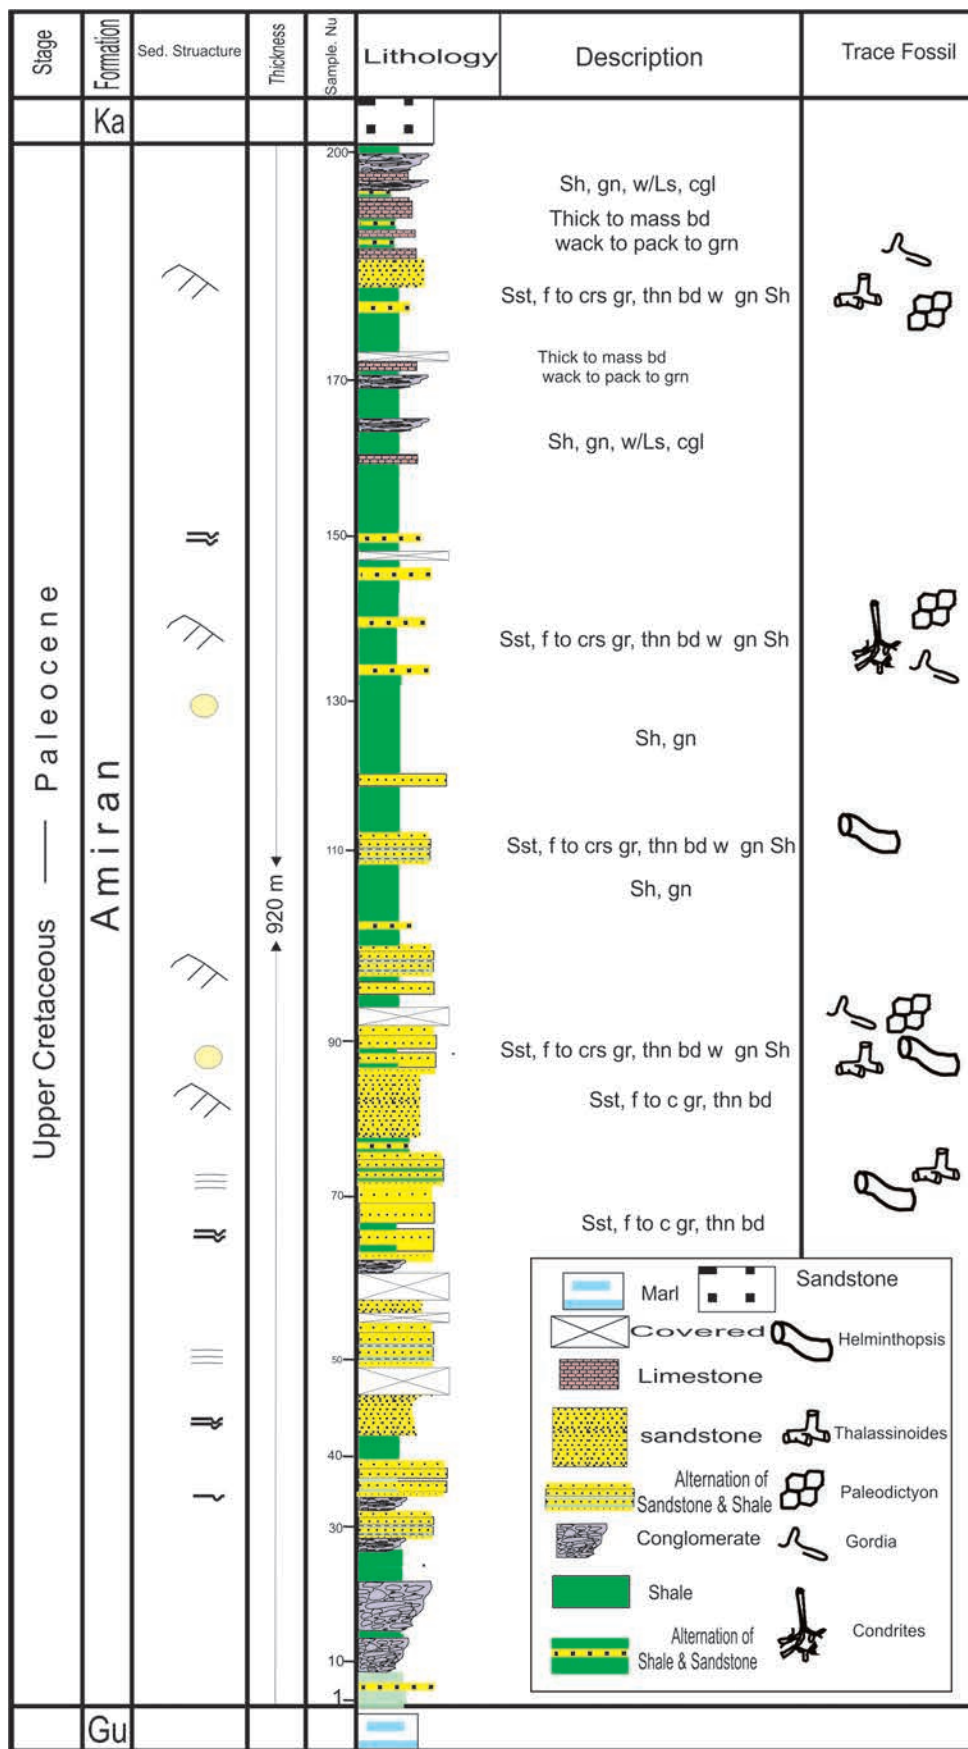 Stage
Formation
Sed. Struacture
Thickness
Sample. Nu
Lithology
Description
Trace Fossil
Ka
200
Sh, gn, w/Ls, cgl
Thick to mass bd
wack to pack to grn
Sst, f to crs gr, thn bd w gn Sh
Thick to mass bd
wack to pack to grn
170
Sh, gn, w/Ls, cgl
150
Sst, f to crs gr, thn bd w gn Sh
130
Sh, gn
110
Sst, f to crs gr, thn bd w gn Sh
Sh, gn
920 m
90
Sst, f to crs gr, thn bd w gn Sh
Sst, f to c gr, thn bd
70
Sst, f to c gr, thn bd
50
40
30
10
1
Upper Cretaceous — Paleocene
Amiran
Gu
Marl
Sandstone
Covered
Helminthopsis
Limestone
sandstone
Thalassinoides
Alternation of
Sandstone & Shale
Paleodictyon
Conglomerate
Gordia
Shale
Condrites
Alternation of
Shale & Sandstone